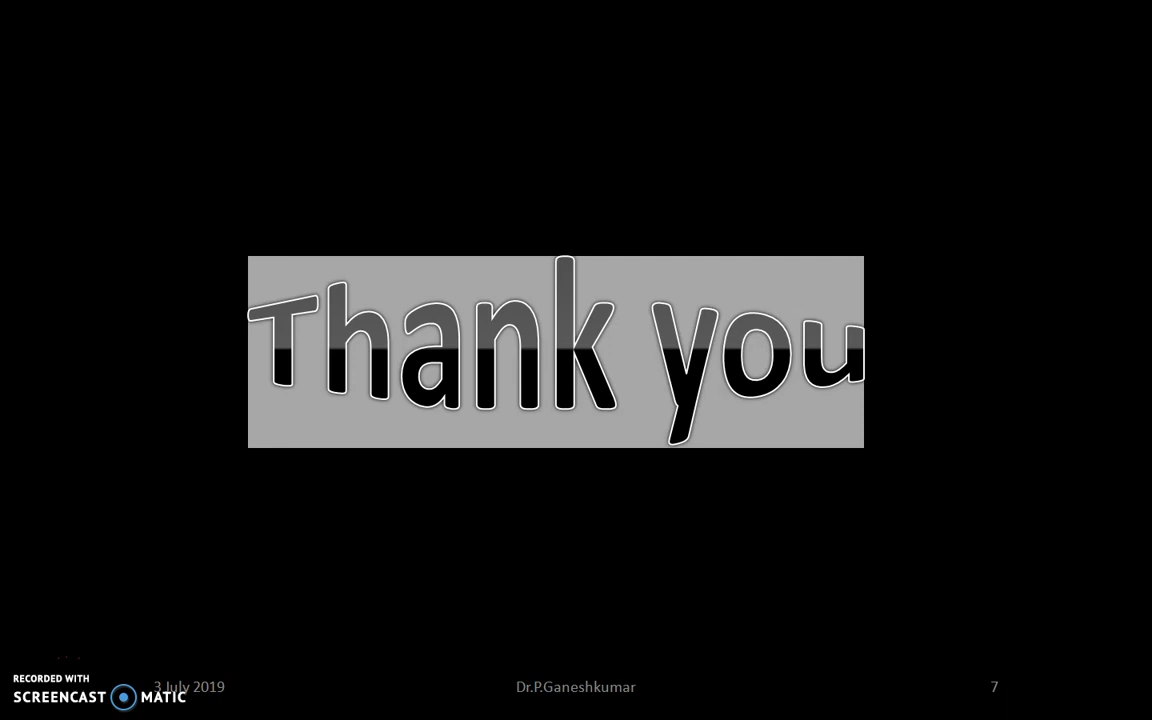 Thank you
RECORDED WITH
SCREENCAST MATIC
3 July 2019
Dr.P.Ganeshkumar
7